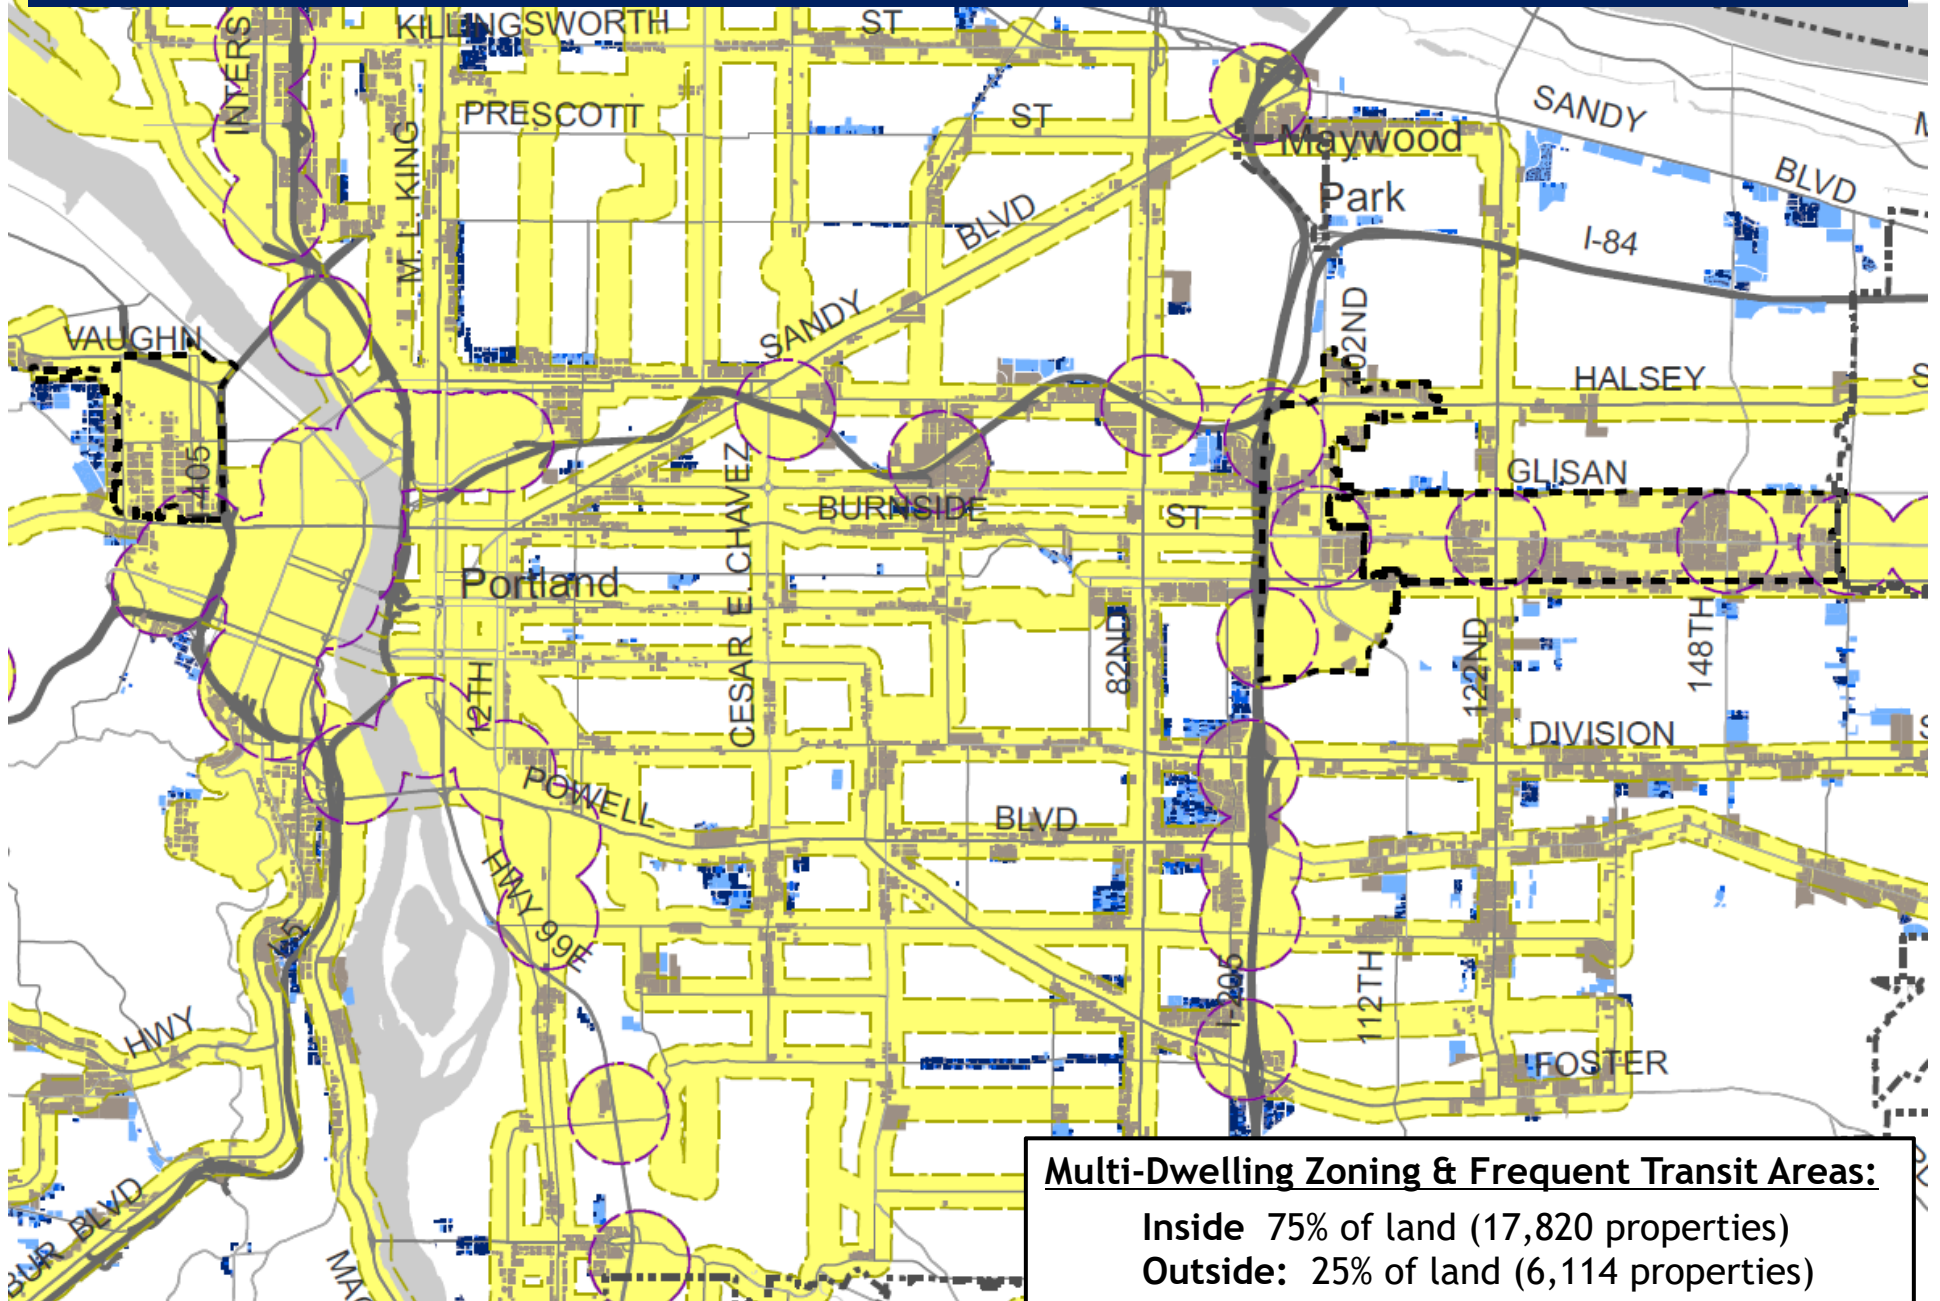 KILLINGSWORTH ST
INTERS
PRESCOTT ST
SANDY
BLVD
Maywood
Park
M. L. KING
BLVD
I-84
SANDY
VAUGHN
102ND
HALSEY
405
CESAR E. CHAVEZ
GLISAN
BURNSIDE ST
Portland
82ND
12TH
122ND
148TH
DIVISION
POWELL
BLVD
HWY 99E
I-5
I-205
112TH
HWY
FOSTER
BUR BLVD
MAC
Multi-Dwelling Zoning & Frequent Transit Areas:
Inside 75% of land (17,820 properties)
Outside: 25% of land (6,114 properties)